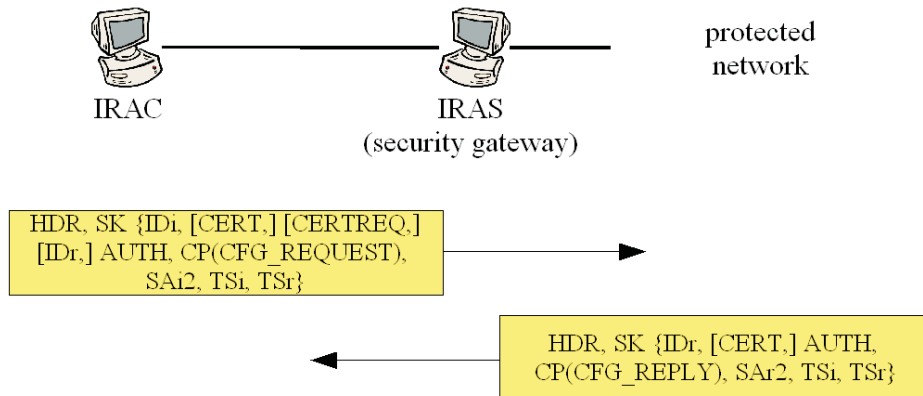 protected
network
IRAC
IRAS
(security gateway)
HDR, SK {IDi, [CERT,] [CERTREQ,]
[IDr,] AUTH, CP(CFG_REQUEST),
SAi2, TSi, TSr}
HDR, SK {IDr, [CERT,] AUTH,
CP(CFG_REPLY), SAr2, TSi, TSr}